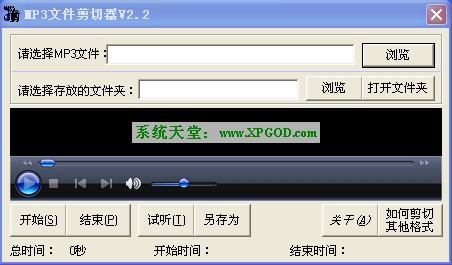 MP3文件剪切器V2.2
请选择MP3文件：
浏览
请选择存放的文件夹：
浏览
打开文件夹
系统天堂：www.XPGOD.com
开始(S)
结束(P)
试听(T)
另存为
关于(A)
如何剪切
其他格式
总时间： 0秒
开始时间：
结束时间：